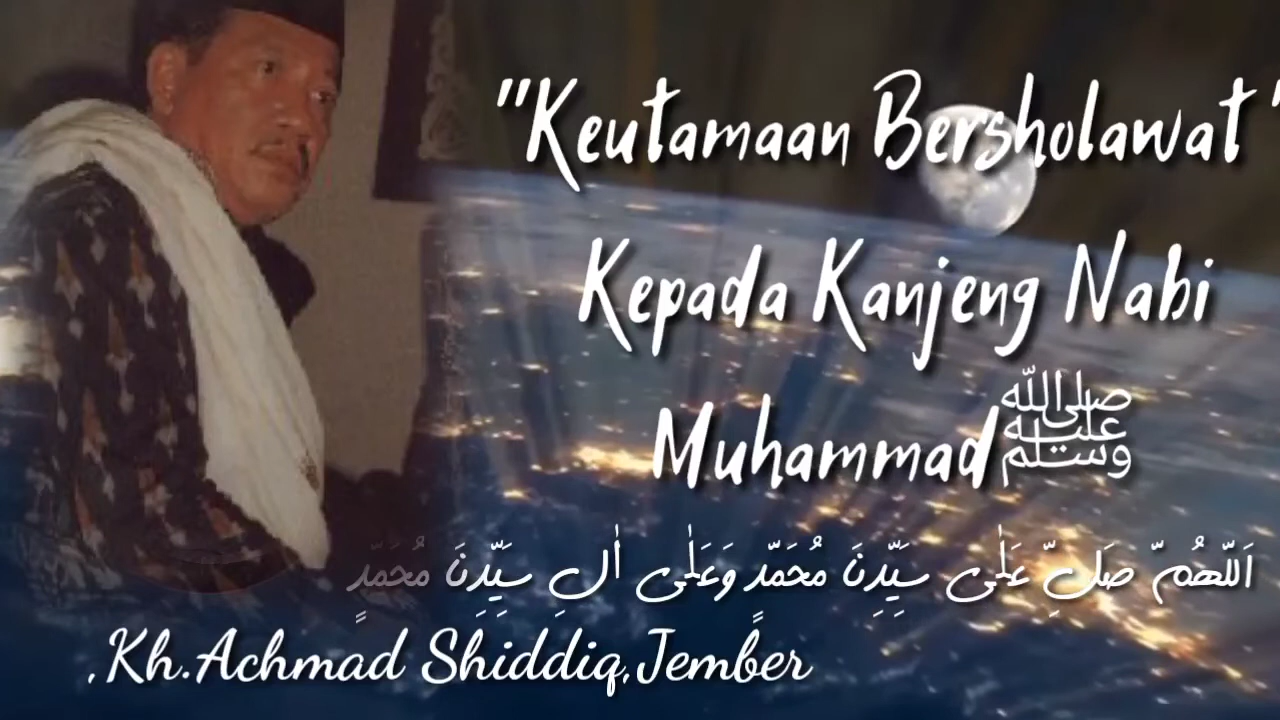 "Keutamaan Bersholawat"
Kepada Kanjeng Nabi
Muhammad ﷺ
اَللّهُمّ صَلِّ عَلٰى سَيِّدِنَا مُحَمَّدٍ وَعَلٰى اٰلِ سَيِّدِنَا مُحَمَّدٍ
,Kh.Achmad Shiddiq,Jember